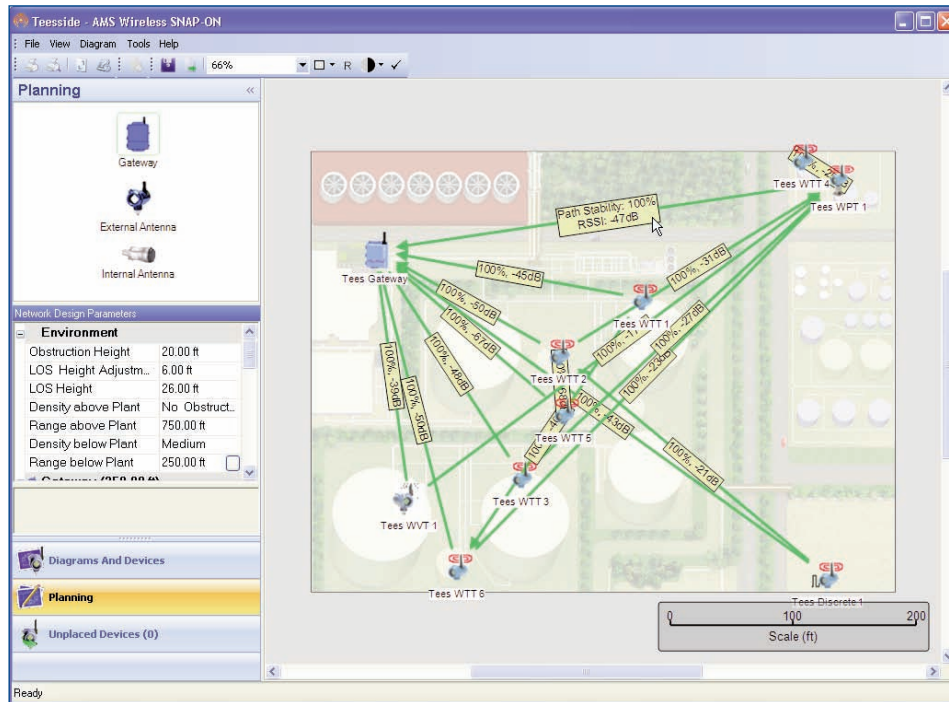 Teesside - AMS Wireless SNAP-ON
File View Diagram Tools Help
66%
R
Planning
Gateway
External Antenna
Internal Antenna
Network Design Parameters
Environment
Obstruction Height 20.00 ft
LOS Height Adjustm... 6.00 ft
LOS Height 26.00 ft
Density above Plant No Obstruct...
Range above Plant 750.00 ft
Density below Plant Medium
Range below Plant 250.00 ft
Diagrams And Devices
Planning
Unplaced Devices (0)
Ready
Tees WTT 4
Tees WPT 1
Path Stability: 100%
RSSI: -47dB
Tees Gateway
100%, -45dB
100%, -31dB
Tees WTT 1
100%, -50dB
100%, -67dB
100%, -27dB
100%, -23dB
100%, -39dB
100%, -48dB
100%, -50dB
Tees WTT 2
100%, -43dB
Tees WTT 5
100%, -21dB
Tees WTT 3
Tees WVT 1
Tees WTT 6
Tees Discrete 1
0 100 200
Scale (ft)